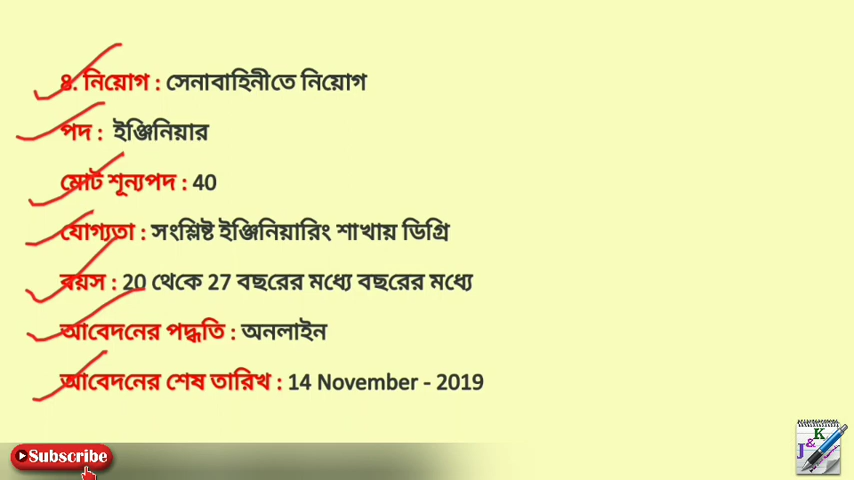 8. নিয়োগ : সেনাবাহিনীতে নিয়োগ
পদ : ইঞ্জিনিয়ার
মোট শূন্যপদ : 40
যোগ্যতা : সংশ্লিষ্ট ইঞ্জিনিয়ারিং শাখায় ডিগ্রি
বয়স : 20 থেকে 27 বছরের মধ্যে বছরের মধ্যে
আবেদনের পদ্ধতি : অনলাইন
আবেদনের শেষ তারিখ : 14 November - 2019
Subscribe
J & K